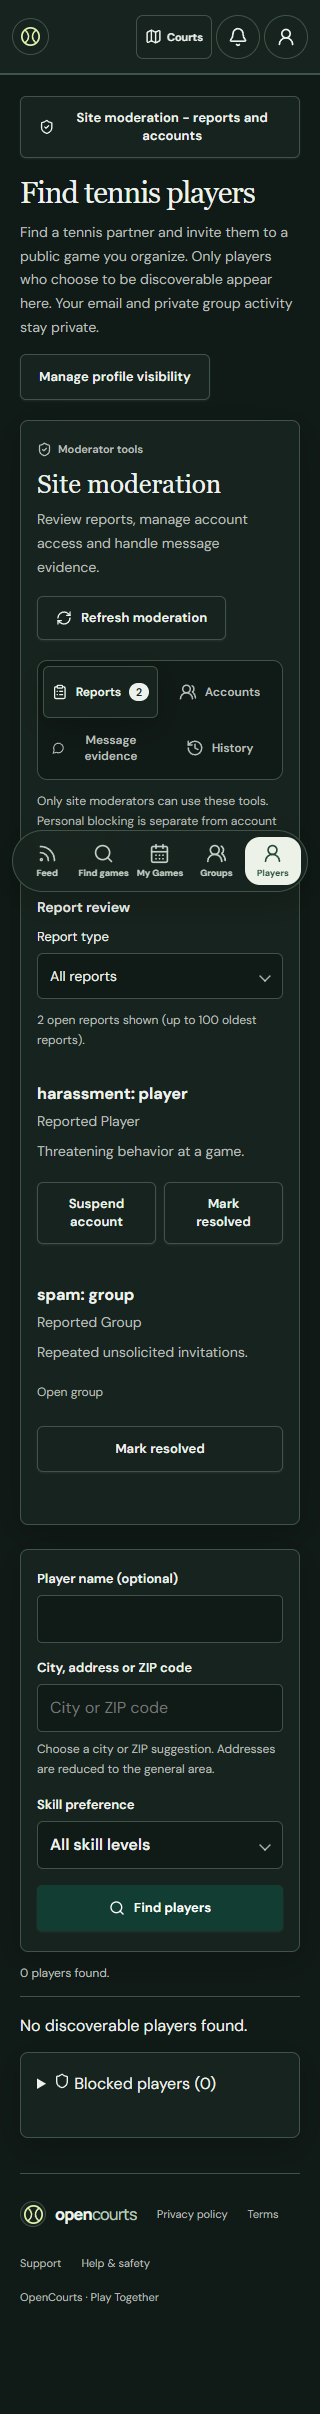 Courts
Site moderation - reports and
accounts
Find tennis players
Find a tennis partner and invite them to a
public game you organize. Only players
who choose to be discoverable appear
here. Your email and private group activity
stay private.
Manage profile visibility
Moderator tools
Site moderation
Review reports, manage account
access and handle message
evidence.
Refresh moderation
Reports 2
Accounts
Message
evidence
History
Only site moderators can use these tools.
Personal blocking is separate from account
Feed
Find games
My Games
Groups
Players
Report review
Report type
All reports
2 open reports shown (up to 100 oldest
reports).
harassment: player
Reported Player
Threatening behavior at a game.
Suspend
account
Mark
resolved
spam: group
Reported Group
Repeated unsolicited invitations.
Open group
Mark resolved
Player name (optional)
City, address or ZIP code
City or ZIP code
Choose a city or ZIP suggestion. Addresses
are reduced to the general area.
Skill preference
All skill levels
Find players
0 players found.
No discoverable players found.
Blocked players (0)
opencourts
Privacy policy
Terms
Support
Help & safety
OpenCourts · Play Together